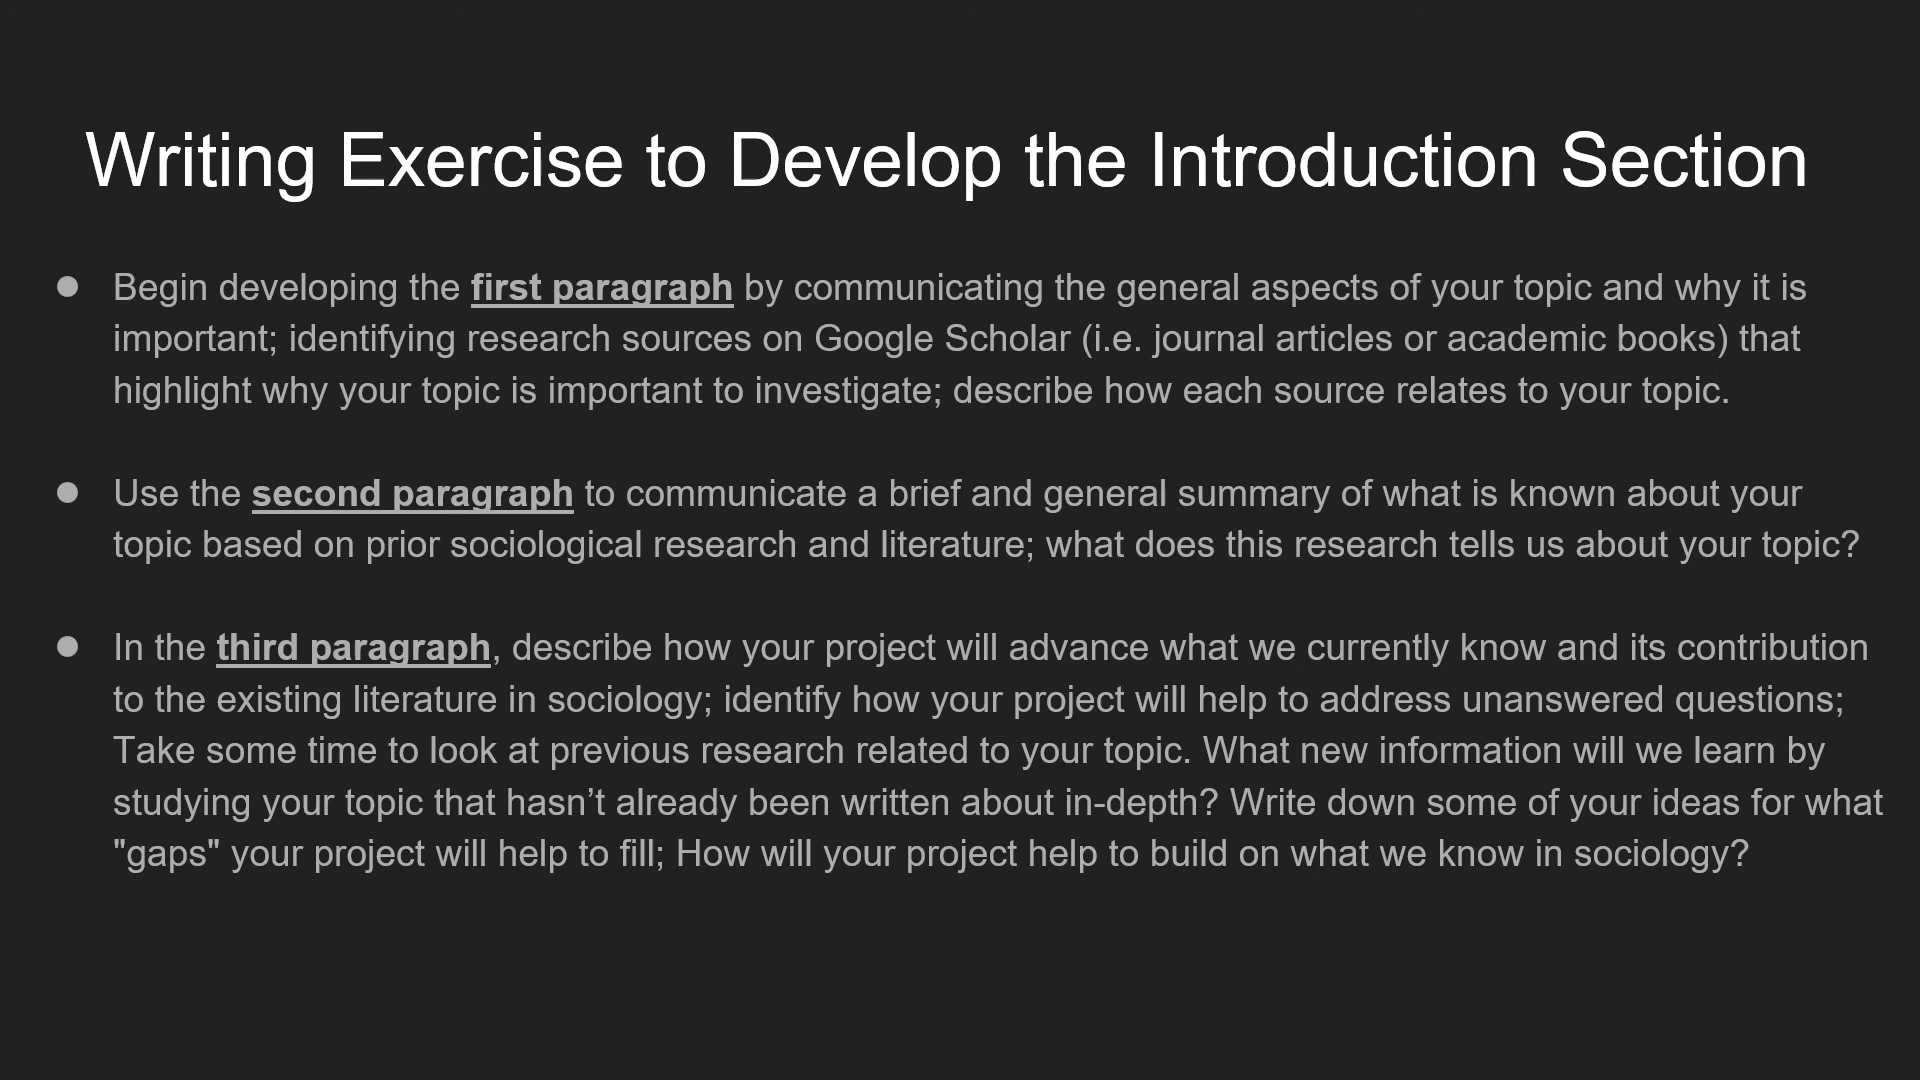 Writing Exercise to Develop the Introduction Section
● Begin developing the first paragraph by communicating the general aspects of your topic and why it is
important; identifying research sources on Google Scholar (i.e. journal articles or academic books) that
highlight why your topic is important to investigate; describe how each source relates to your topic.
● Use the second paragraph to communicate a brief and general summary of what is known about your
topic based on prior sociological research and literature; what does this research tells us about your topic?
● In the third paragraph, describe how your project will advance what we currently know and its contribution
to the existing literature in sociology; identify how your project will help to address unanswered questions;
Take some time to look at previous research related to your topic. What new information will we learn by
studying your topic that hasn’t already been written about in-depth? Write down some of your ideas for what
"gaps" your project will help to fill; How will your project help to build on what we know in sociology?